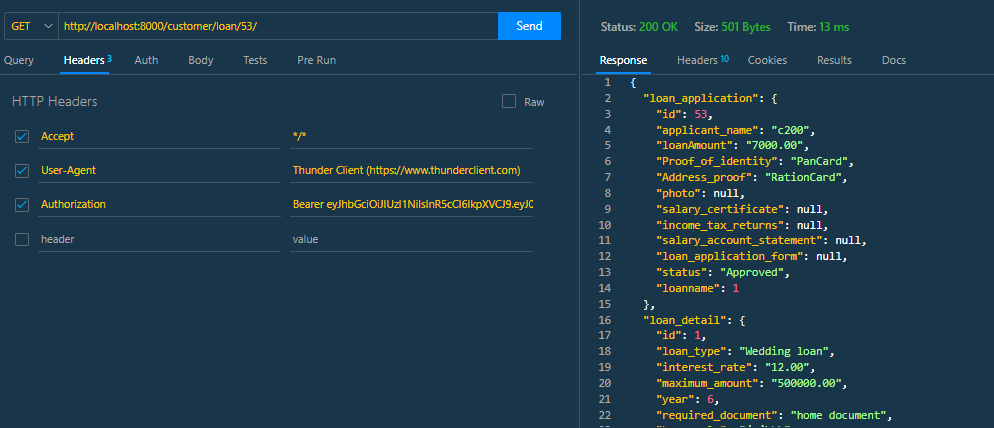 GET http://localhost:8000/customer/loan/53/ Send
Query Headers 3 Auth Body Tests Pre Run
HTTP Headers Raw
Accept */*
User-Agent Thunder Client (https://www.thunderclient.com)
Authorization Bearer
header value
Status: 200 OK Size: 501 Bytes Time: 13 ms
Response Headers 10 Cookies Results Docs
1 {
2 "loan_application": {
3 "id": 53,
4 "applicant_name": "c200",
5 "loanAmount": "7000.00",
6 "Proof_of_identity": "PanCard",
7 "Address_proof": "RationCard",
8 "photo": null,
9 "salary_certificate": null,
10 "income_tax_returns": null,
11 "salary_account_statement": null,
12 "loan_application_form": null,
13 "status": "Approved",
14 "loanname": 1
15 },
16 "loan_detail": {
17 "id": 1,
18 "loan_type": "Wedding loan",
19 "interest_rate": "12.00",
20 "maximum_amount": "500000.00",
21 "year": 6,
22 "required_document": "home document",